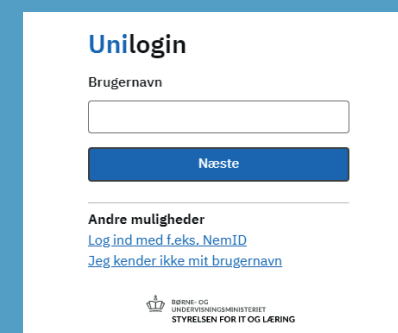 Unilogin
Brugernavn
Næste
Andre muligheder
Log ind med f.eks. NemID
Jeg kender ikke mit brugernavn
BØRNE- OG
UNDERVISNINGSMINISTERIET
STYRELSEN FOR IT OG LÆRING